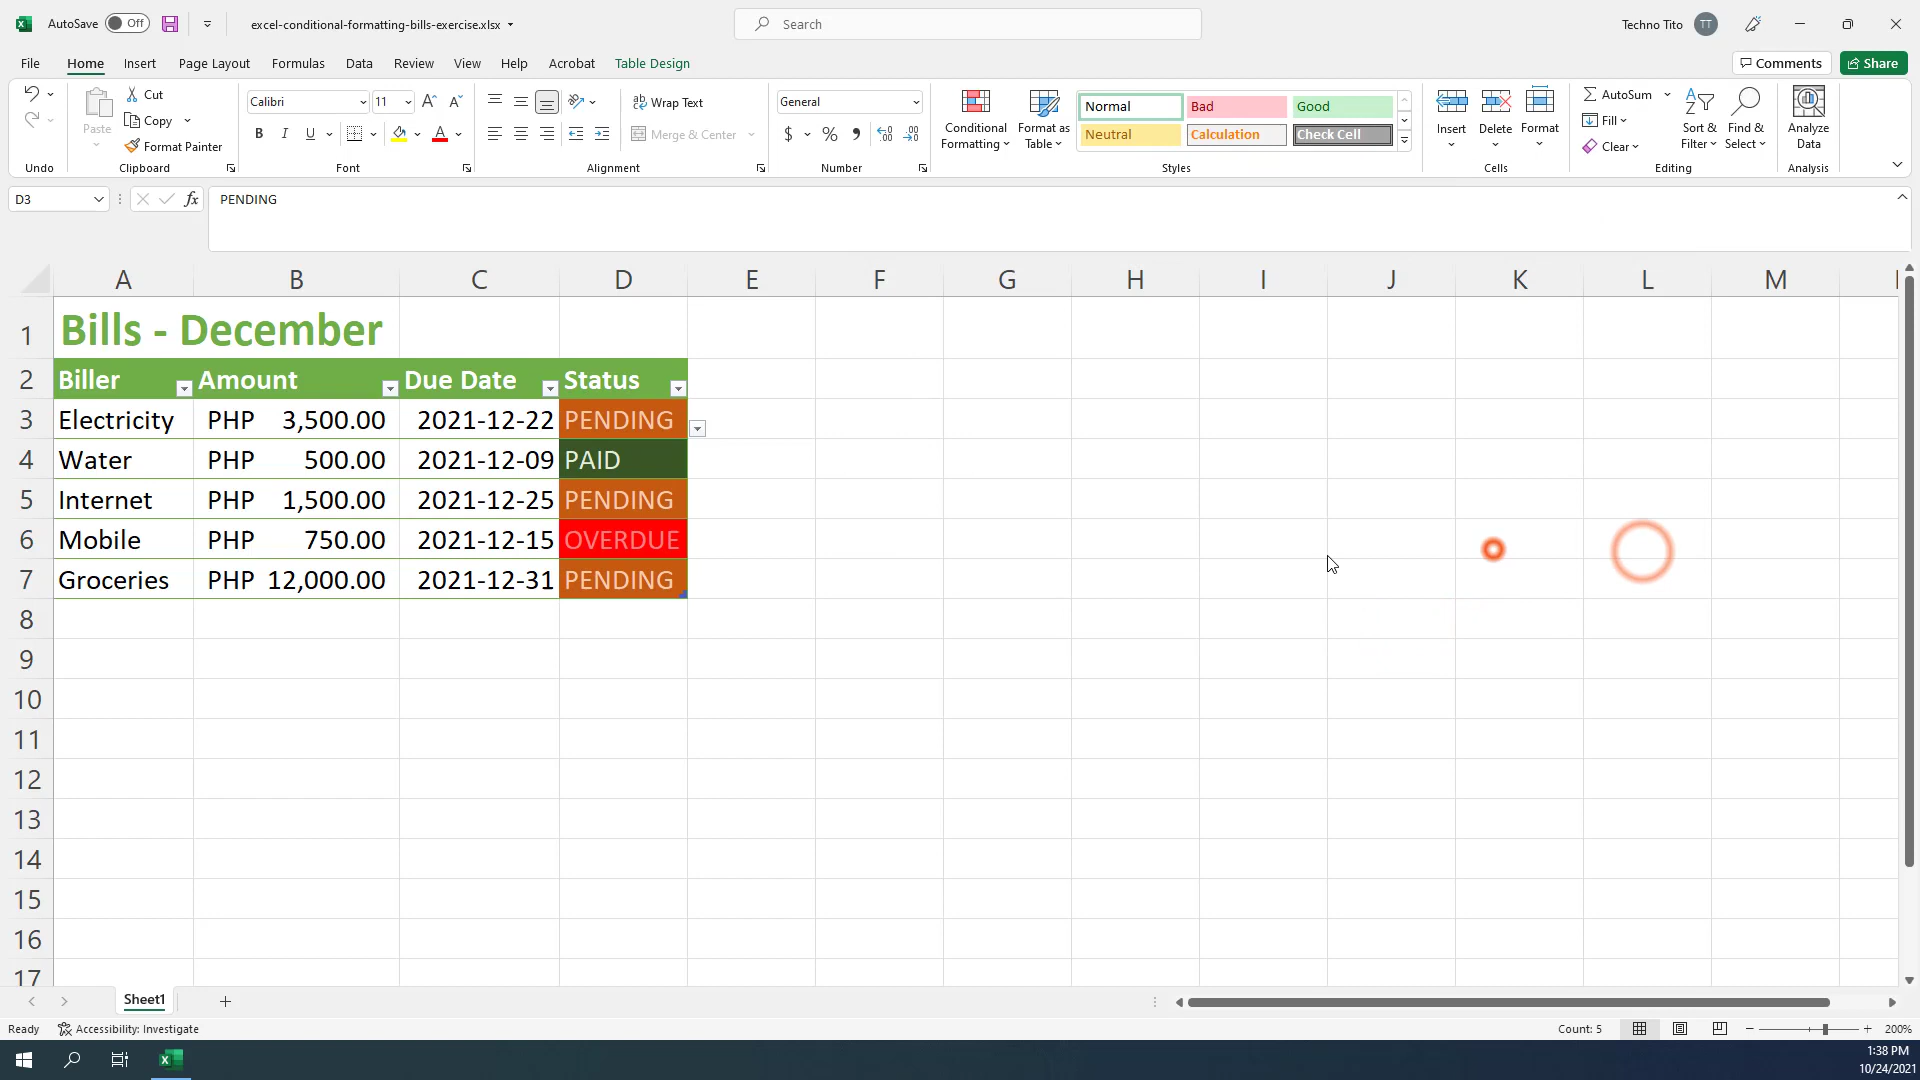 AutoSave Off excel-conditional-formatting-bills-exercise.xlsx Search Techno Tito TT
File Home Insert Page Layout Formulas Data Review View Help Acrobat Table Design Comments Share
Undo
Paste
Cut
Copy
Format Painter
Clipboard
Calibri 11
B I U A
Font
Wrap Text
Merge & Center
Alignment
General
$ % ,
Number
Conditional
Formatting
Format as
Table
Normal Bad Good
Neutral Calculation Check Cell
Styles
Insert Delete Format
Cells
AutoSum
Fill
Clear
Sort &
Filter
Find &
Select
Editing
Analyze
Data
Analysis
D3 fx PENDING
A B C D E F G H I J K L M
1 Bills - December
2 Biller Amount Due Date Status
3 Electricity PHP 3,500.00 2021-12-22 PENDING
4 Water PHP 500.00 2021-12-09 PAID
5 Internet PHP 1,500.00 2021-12-25 PENDING
6 Mobile PHP 750.00 2021-12-15 OVERDUE
7 Groceries PHP 12,000.00 2021-12-31 PENDING
8
9
10
11
12
13
14
15
16
17
Sheet1
Ready Accessibility: Investigate Count: 5 200%
1:38 PM
10/24/2021